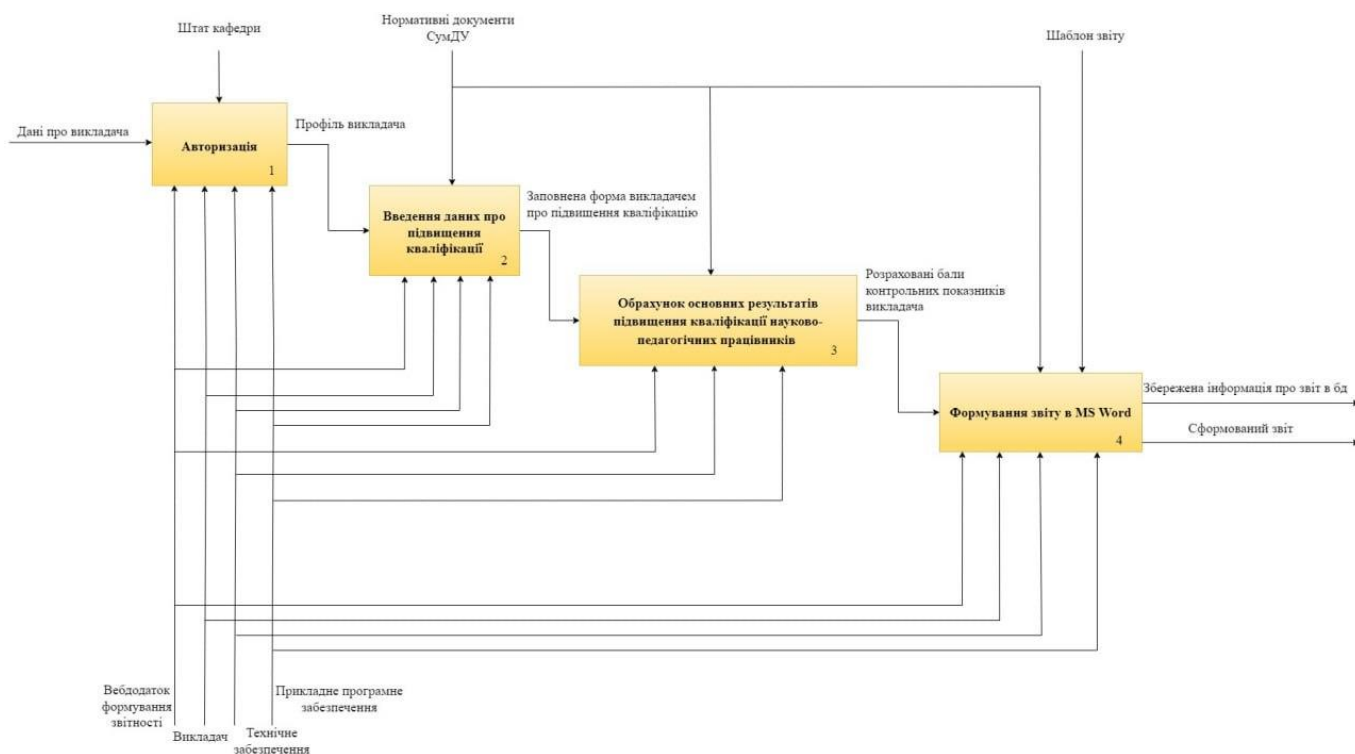 Штат кафедри
Нормативні документи
СумДУ
Шаблон звіту
Дані про викладача
Авторизація
1
Профіль викладача
Введення даних про
підвищення
кваліфікації
2
Заповнена форма викладачем
про підвищення кваліфікацію
Обрахунок основних результатів
підвищення кваліфікації науково-
педагогічних працівників
3
Розраховані бали
контрольних показників
викладача
Формування звіту в MS Word
4
Збережена інформація про звіт в бд
Сформований звіт
Вебдодаток
формування
звітності
Викладач
Технічне
забезпечення
Прикладне програмне
забезпечення